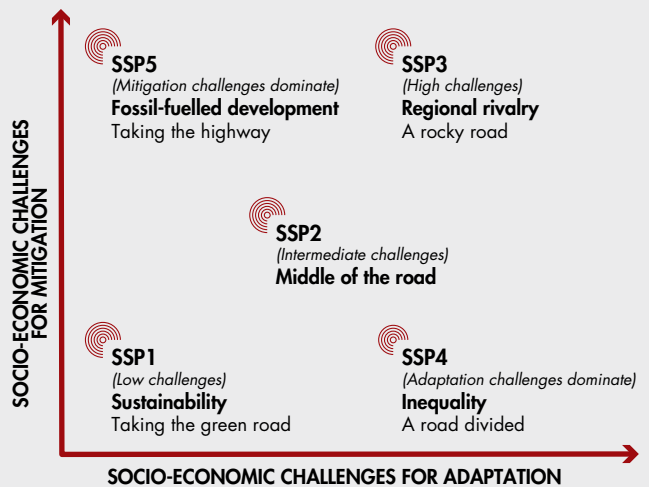 SOCIO-ECONOMIC CHALLENGES
FOR MITIGATION
SSP5
(Mitigation challenges dominate)
Fossil-fuelled development
Taking the highway
SSP3
(High challenges)
Regional rivalry
A rocky road
SSP2
(Intermediate challenges)
Middle of the road
SSP1
(Low challenges)
Sustainability
Taking the green road
SSP4
(Adaptation challenges dominate)
Inequality
A road divided
SOCIO-ECONOMIC CHALLENGES FOR ADAPTATION